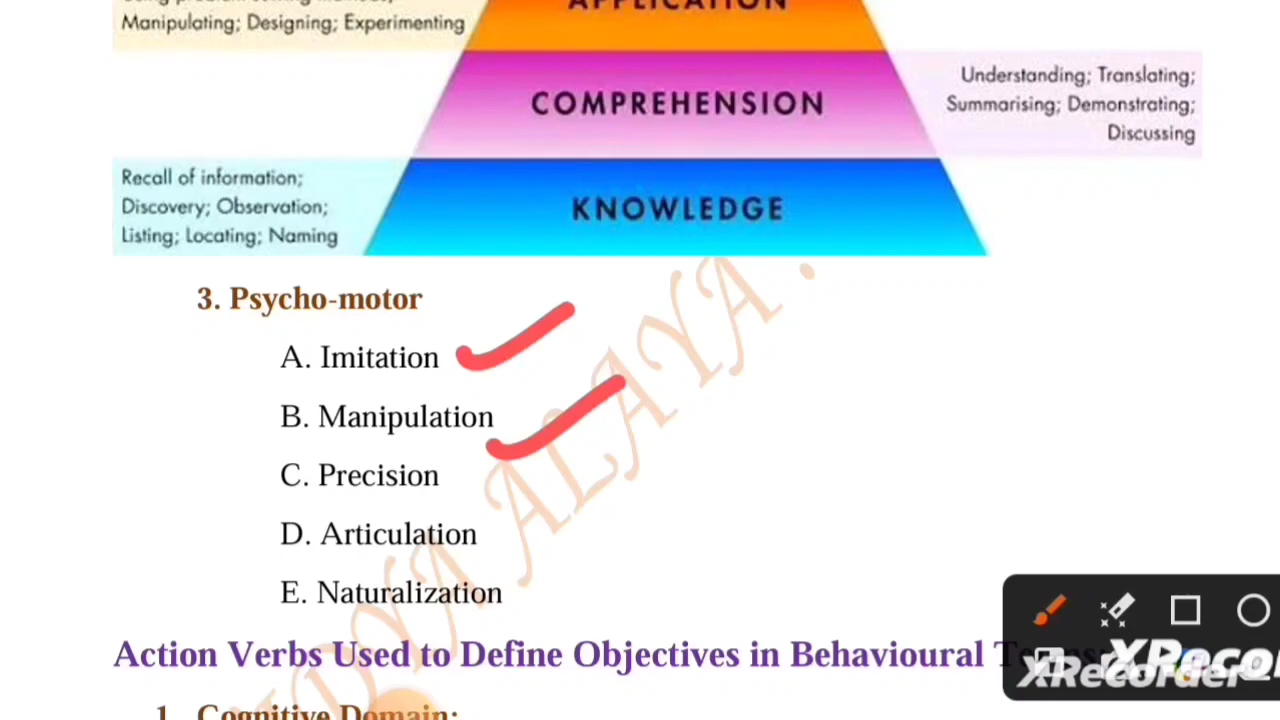 APPLICATION
Manipulating; Designing; Experimenting
COMPREHENSION
Understanding; Translating;
Summarising; Demonstrating;
Discussing
Recall of information;
Discovery; Observation;
Listing; Locating; Naming
KNOWLEDGE
3. Psycho-motor
A. Imitation
B. Manipulation
C. Precision
D. Articulation
E. Naturalization
Action Verbs Used to Define Objectives in Behavioural
1. Cognitive Domain:
ALAYA
XRecorder